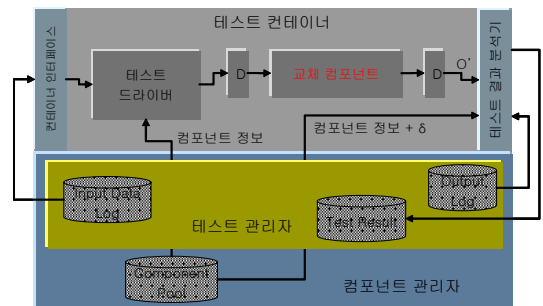 테스트 컨테이너
컨테이너 인터페이스
테스트
드라이버
D
교체 컴포넌트
D
O'
테스트 결과 분석기
컴포넌트 정보
컴포넌트 정보 + δ
Input Data
Log
테스트 관리자
Test Result
Output
Log
Component
Pool
컴포넌트 관리자